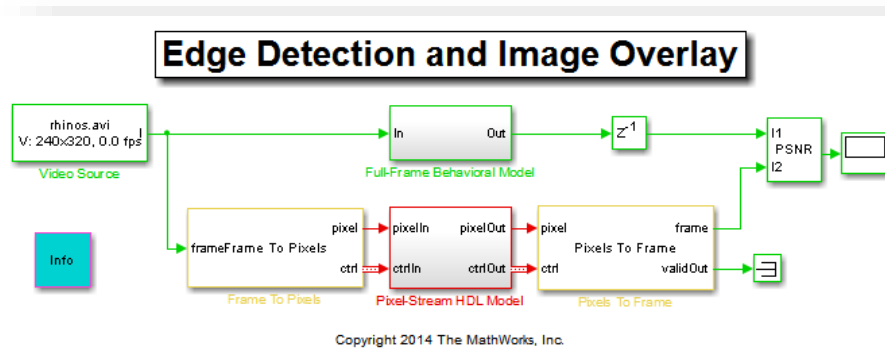 Edge Detection and Image Overlay
rhinos.avi
V: 240x320, 0.0 fps
I
Video Source
In
Out
Full-Frame Behavioral Model
Z-1
I1
PSNR
I2
frame
Frame To Pixels
pixel
ctrl
Frame To Pixels
pixelIn
pixelOut
ctrlIn
ctrlOut
Pixel-Stream HDL Model
pixel
frame
Pixels To Frame
ctrl
validOut
Pixels To Frame
Info
Copyright 2014 The MathWorks, Inc.